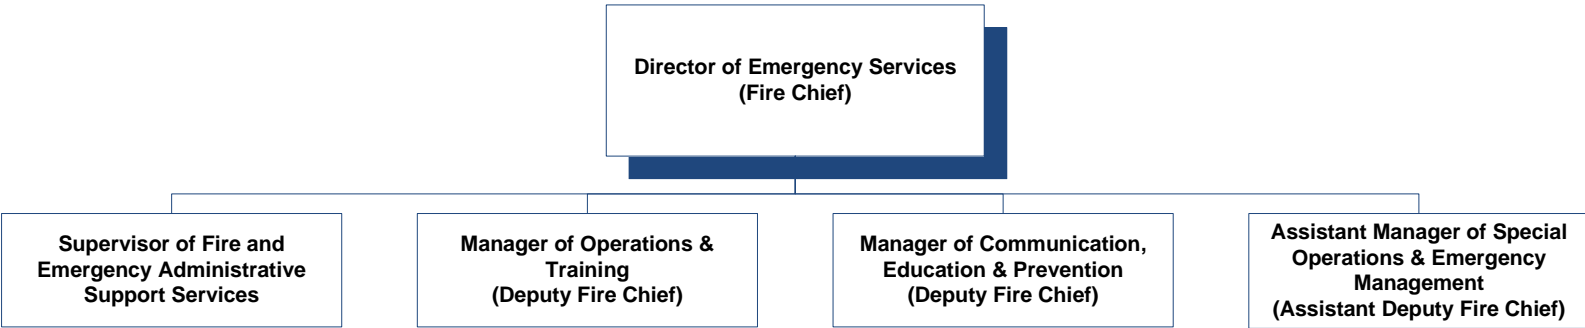 Director of Emergency Services
(Fire Chief)
Supervisor of Fire and
Emergency Administrative
Support Services
Manager of Operations &
Training
(Deputy Fire Chief)
Manager of Communication,
Education & Prevention
(Deputy Fire Chief)
Assistant Manager of Special
Operations & Emergency
Management
(Assistant Deputy Fire Chief)